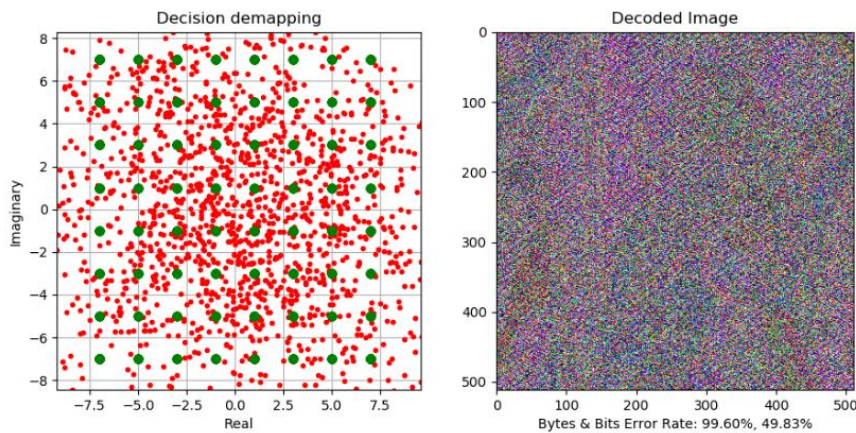 Decision demapping
8
6
4
2
0
−2
−4
−6
−8
Imaginary
−7.5 −5.0 −2.5 0.0 2.5 5.0 7.5
Real
Decoded Image
0
100
200
300
400
500
0 100 200 300 400 500
Bytes & Bits Error Rate: 99.60%, 49.83%